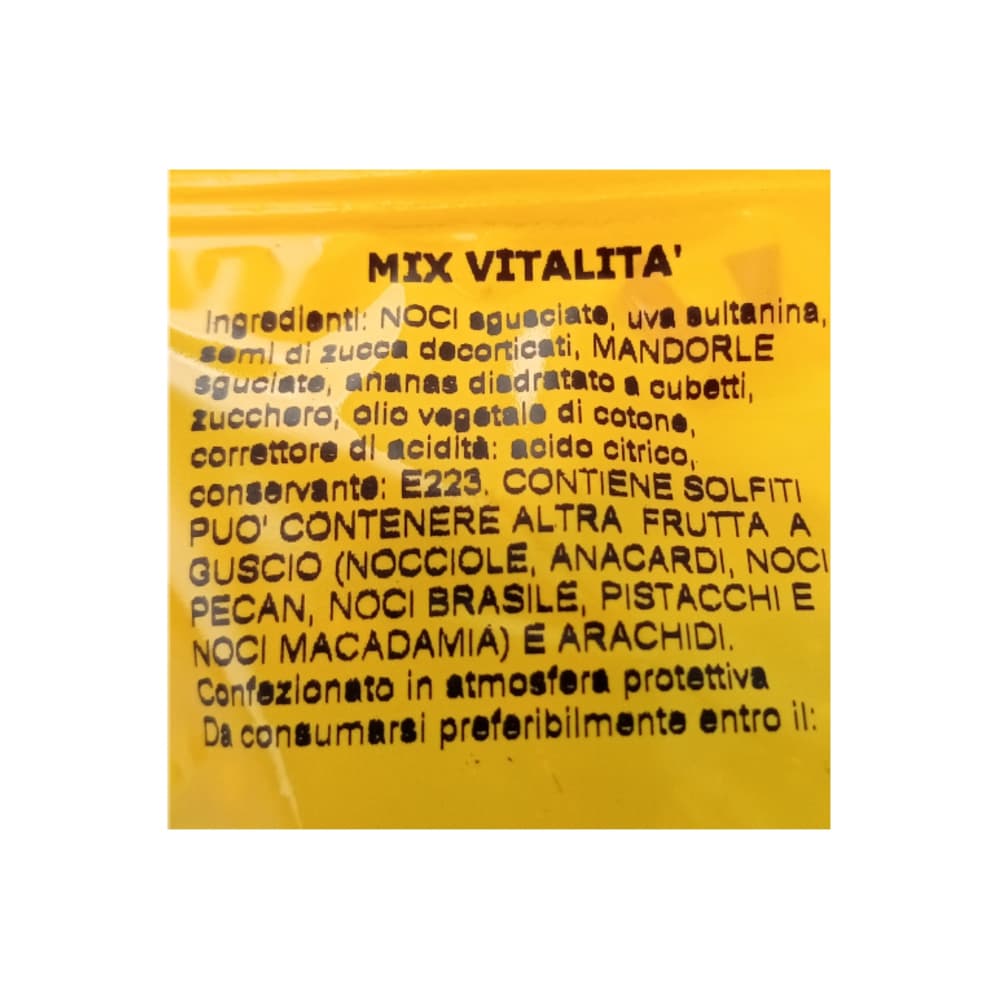 MIX VITALITA'
Ingredienti: NOCI sgusciate, uva sultanina,
semi di zucca decorticati, MANDORLE
sguciate, ananas disdratato a cubetti,
zucchero, olio vegetale di cotone,
correttore di acidità: acido citrico,
conservante: E223. CONTIENE SOLFITI
PUO' CONTENERE ALTRA FRUTTA A
GUSCIO (NOCCIOLE, ANACARDI, NOCI
PECAN, NOCI BRASILE, PISTACCHI E
NOCI MACADAMIA) E ARACHIDI.
Confezionato in atmosfera protettiva
Da consumarsi preferibilmente entro il: